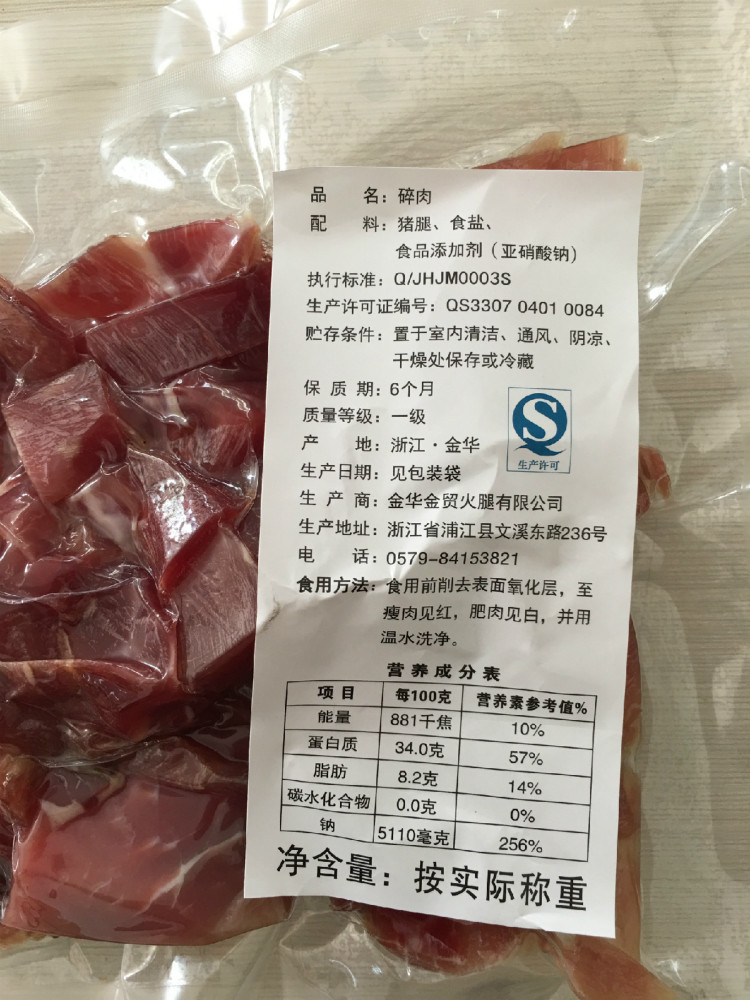 品 名：碎肉
配 料：猪腿、食盐、
食品添加剂（亚硝酸钠）
执行标准：Q/JHJM0003S
生产许可证编号：QS3307 0401 0084
贮存条件：置于室内清洁、通风、阴凉、
干燥处保存或冷藏
保 质 期：6个月
质量等级：一级
产 地：浙江·金华
生产许可
生产日期：见包装袋
生 产 商：金华金贸火腿有限公司
生产地址：浙江省浦江县文溪东路236号
电 话：0579-84153821
食用方法：食用前削去表面氧化层，至
瘦肉见红，肥肉见白，并用
温水洗净。
营养成分表
项目 每100克 营养素参考值%
能量 881千焦 10%
蛋白质 34.0克 57%
脂肪 8.2克 14%
碳水化合物 0.0克 0%
钠 5110毫克 256%
净含量：按实际称重